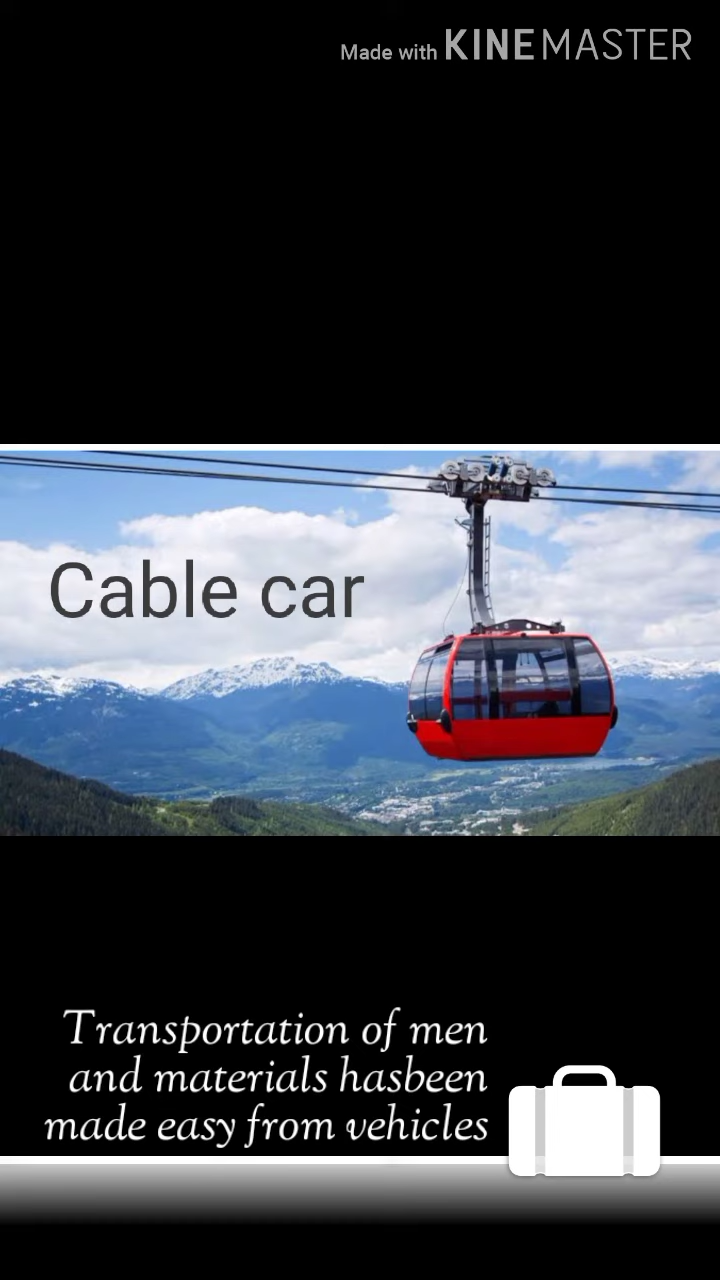 Made with KINEMASTER
Cable car
Transportation of men
and materials hasbeen
made easy from vehicles